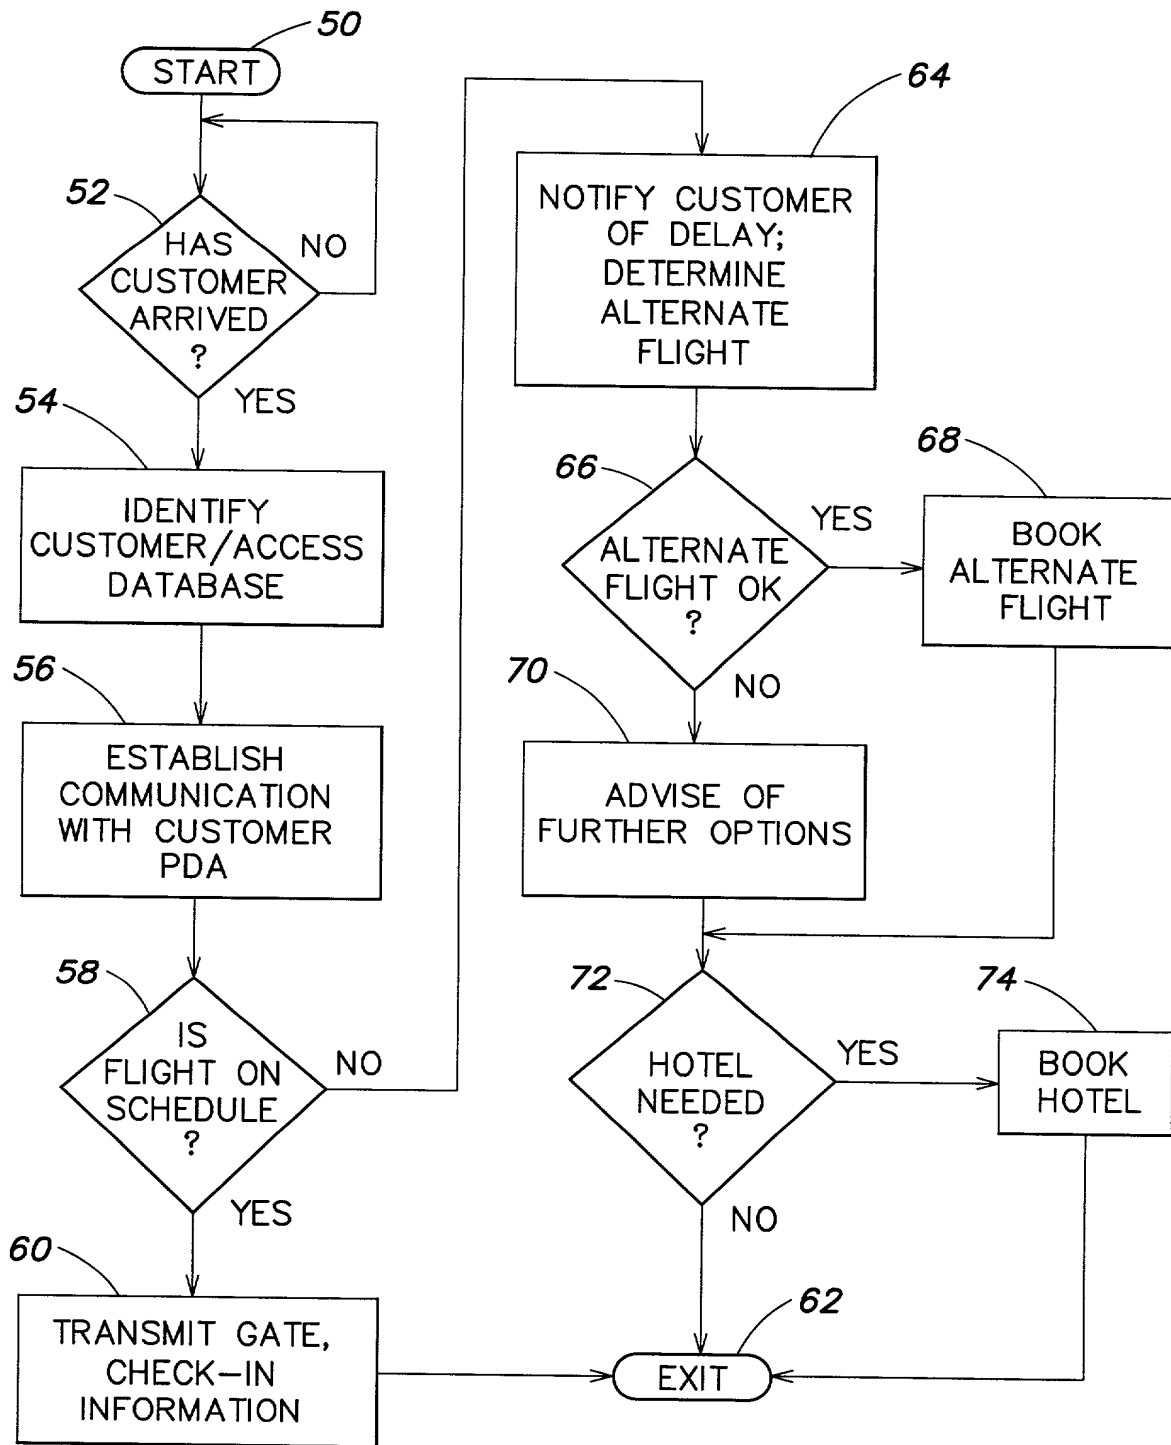 50
START
52
HAS
CUSTOMER
ARRIVED
?
NO
YES
54
IDENTIFY
CUSTOMER/ACCESS
DATABASE
56
ESTABLISH
COMMUNICATION
WITH CUSTOMER
PDA
58
IS
FLIGHT ON
SCHEDULE
?
NO
YES
60
TRANSMIT GATE,
CHECK-IN
INFORMATION
64
NOTIFY CUSTOMER
OF DELAY;
DETERMINE
ALTERNATE
FLIGHT
66
ALTERNATE
FLIGHT OK
?
YES
NO
68
BOOK
ALTERNATE
FLIGHT
70
ADVISE OF
FURTHER OPTIONS
72
HOTEL
NEEDED
?
YES
NO
74
BOOK
HOTEL
62
EXIT